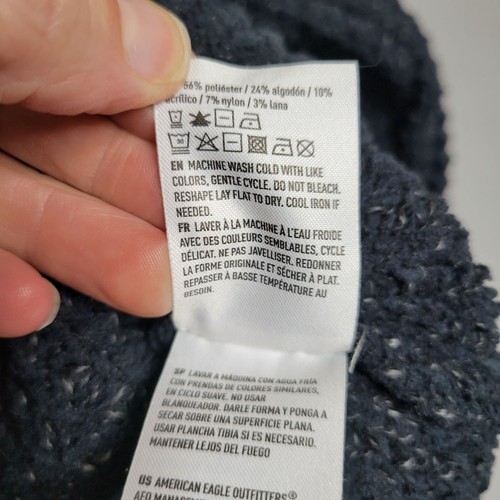 56% poliéster / 24% algodón / 10%
acrílico / 7% nylon / 3% lana
EN MACHINE WASH COLD WITH LIKE
COLORS, GENTLE CYCLE. DO NOT BLEACH.
RESHAPE LAY FLAT TO DRY. COOL IRON IF
NEEDED.
FR LAVER À LA MACHINE À L'EAU FROIDE
AVEC DES COULEURS SEMBLABLES, CYCLE
DÉLICAT. NE PAS JAVELLISER. REDONNER
LA FORME ORIGINALE ET SÉCHER À PLAT.
REPASSER À BASSE TEMPÉRATURE AU
BESOIN.
SP LAVAR A MÁQUINA CON AGUA FRÍA
CON PRENDAS DE COLORES SIMILARES,
EN CICLO SUAVE. NO USAR
BLANQUEADOR. DARLE FORMA Y PONGA A
SECAR SOBRE UNA SUPERFICIE PLANA.
USAR PLANCHA TIBIA SI ES NECESARIO.
MANTENER LEJOS DEL FUEGO
US AMERICAN EAGLE OUTFITTERS®
AEO